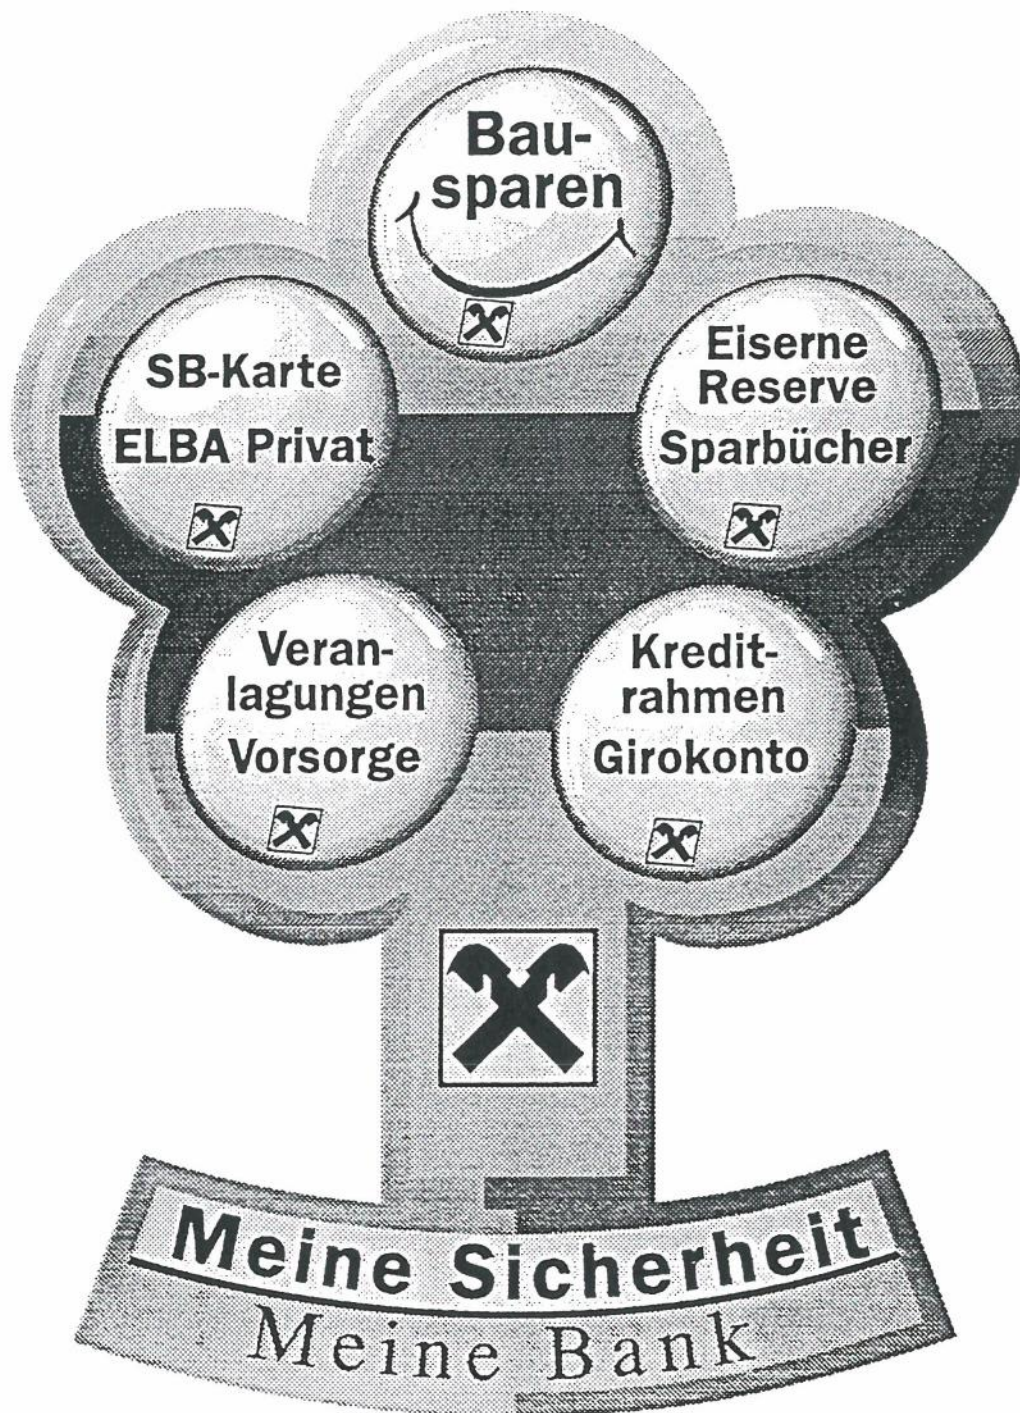 Bau-
sparen
SB-Karte
ELBA Privat
Eiserne
Reserve
Sparbücher
Veran-
lagungen
Vorsorge
Kredit-
rahmen
Girokonto
Meine Sicherheit
Meine Bank